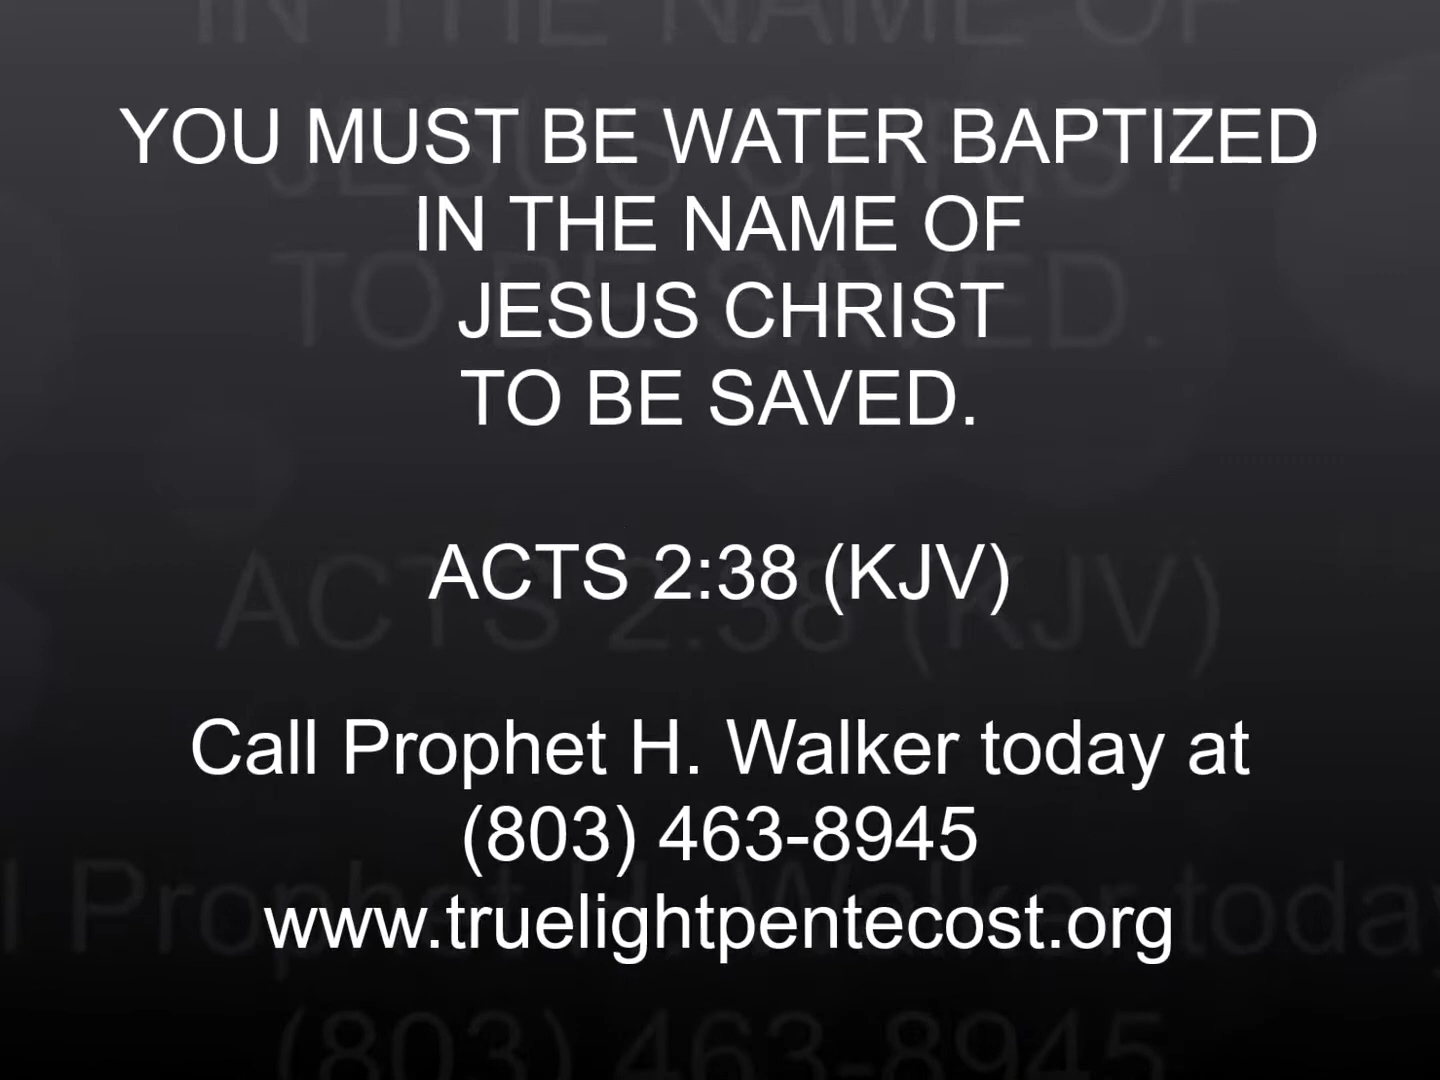 YOU MUST BE WATER BAPTIZED
IN THE NAME OF
JESUS CHRIST
TO BE SAVED.
ACTS 2:38 (KJV)
Call Prophet H. Walker today at
(803) 463-8945
www.truelightpentecost.org